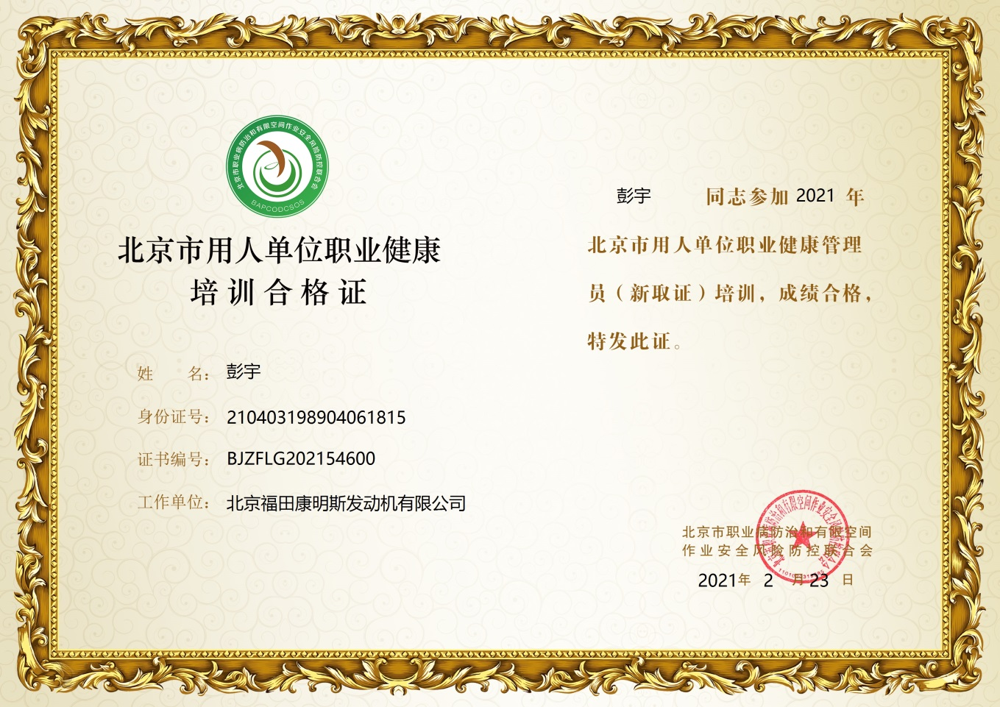 北京市职业病防治和有限空间作业安全风险防控联合会
BAPCODCSOS
北京市用人单位职业健康
培训合格证
姓 名： 彭宇
身份证号： 210403198904061815
证书编号： BJZFLG202154600
工作单位： 北京福田康明斯发动机有限公司
彭宇 同志参加 2021 年
北京市用人单位职业健康管理
员（新取证）培训，成绩合格，
特发此证。
北京市职业病防治和有限空间
作业安全风险防控联合会
2021年 2 月 23 日